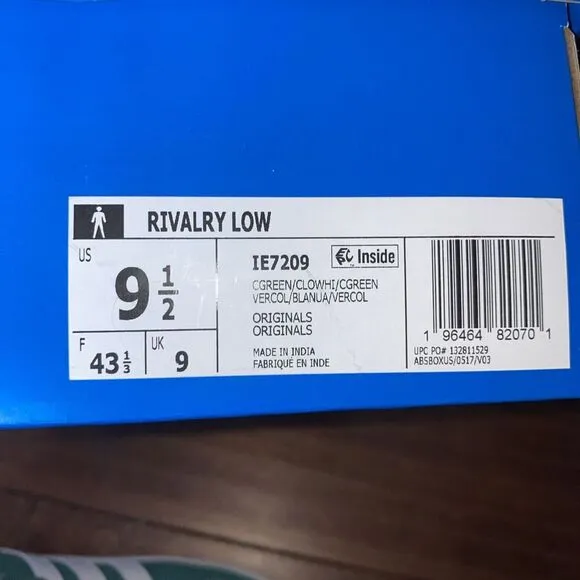 RIVALRY LOW
US
9 1/2
F
43 1/3
UK
9
IE7209
Inside
CGREEN/CLOWHI/CGREEN
VERCOL/BLANUA/VERCOL
ORIGINALS
ORIGINALS
MADE IN INDIA
FABRIQUÉ EN INDE
1 96464 82070 1
UPC PO# 132811529
ABSBOXUS/0517/V03